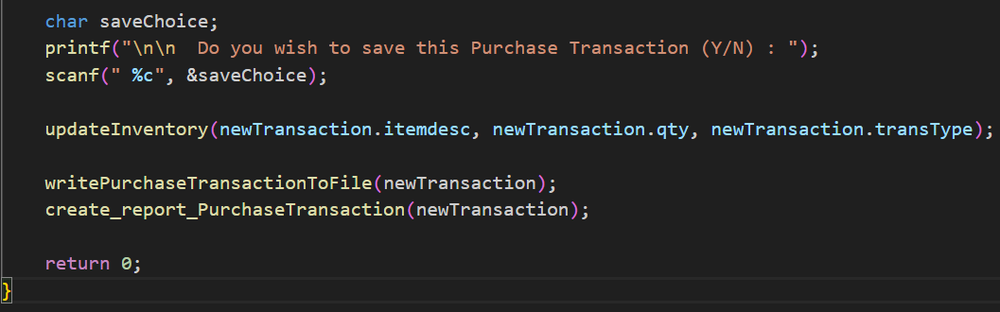 char saveChoice;
printf("\n\n  Do you wish to save this Purchase Transaction (Y/N) : ");
scanf(" %c", &saveChoice);
updateInventory(newTransaction.itemdesc, newTransaction.qty, newTransaction.transType);
writePurchaseTransactionToFile(newTransaction);
create_report_PurchaseTransaction(newTransaction);
return 0;
}